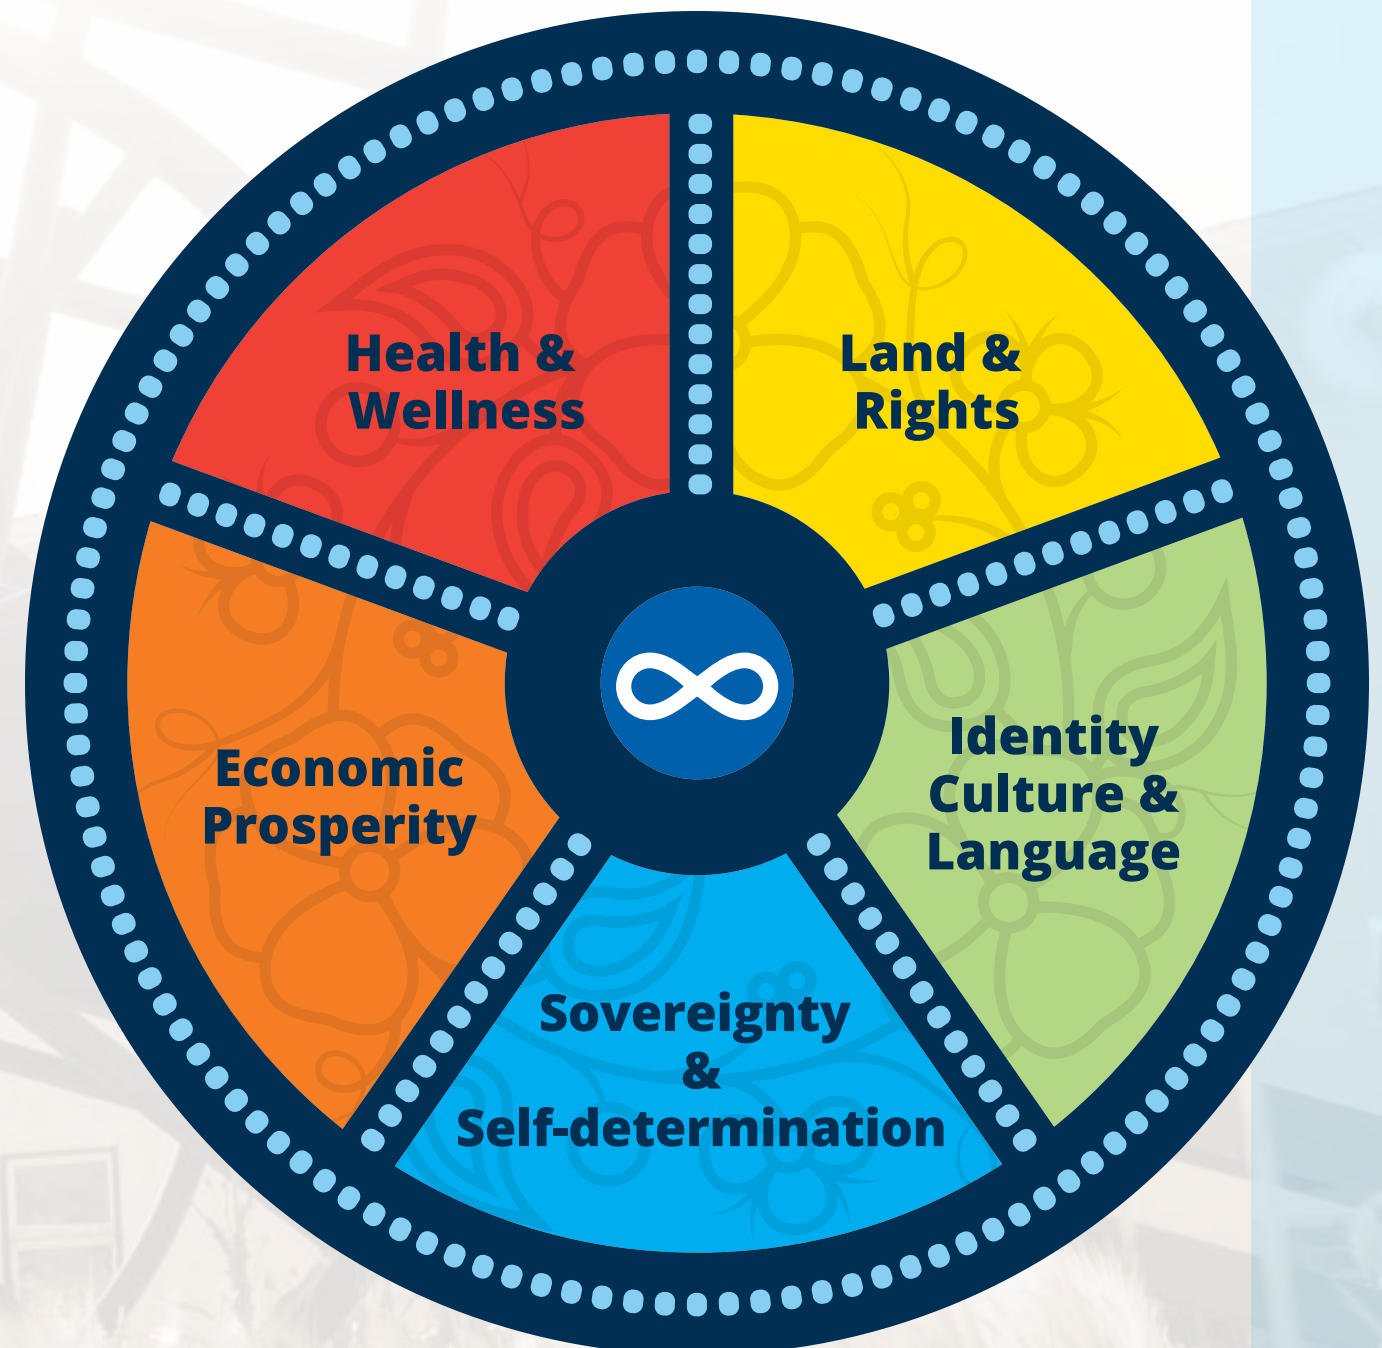 Health &
Wellness
Land &
Rights
Identity
Culture &
Language
Sovereignty
&
Self-determination
Economic
Prosperity